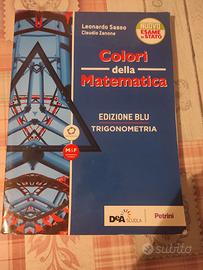 Leonardo Sasso
Claudio Zanone
NUOVO
ESAME
DI STATO
Colori
della
Matematica
EDIZIONE BLU
TRIGONOMETRIA
DeA SCUOLA
Petrini
subito